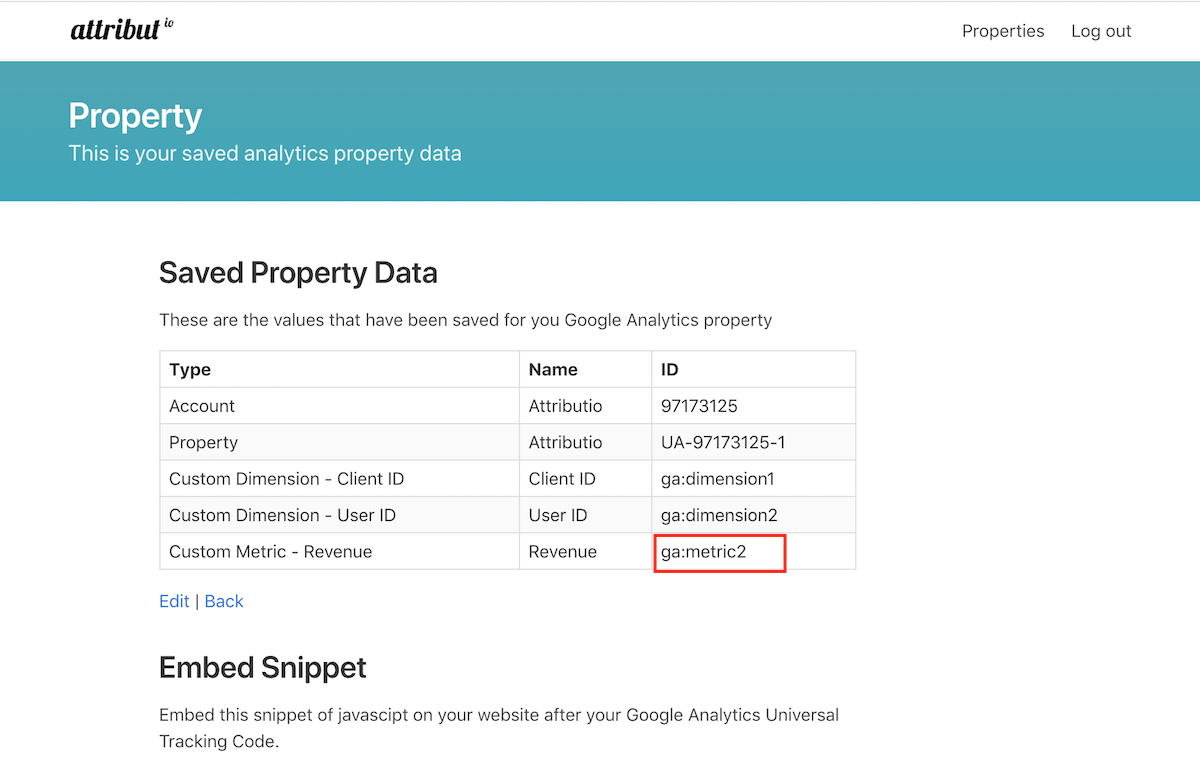 attribut io
Properties Log out
Property
This is your saved analytics property data
Saved Property Data
These are the values that have been saved for you Google Analytics property
Type Name ID
Account Attributio 97173125
Property Attributio UA-97173125-1
Custom Dimension - Client ID Client ID ga:dimension1
Custom Dimension - User ID User ID ga:dimension2
Custom Metric - Revenue Revenue ga:metric2
Edit | Back
Embed Snippet
Embed this snippet of javascipt on your website after your Google Analytics Universal
Tracking Code.